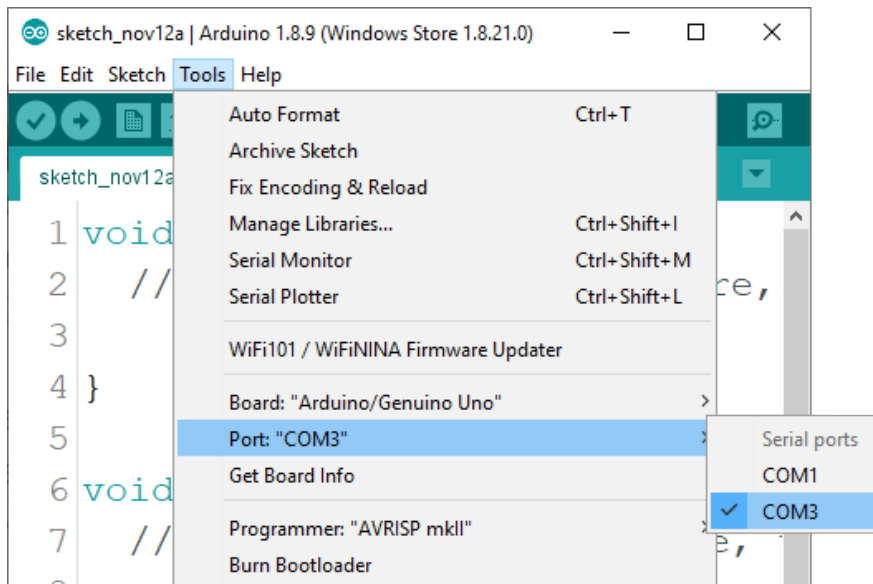 sketch_nov12a | Arduino 1.8.9 (Windows Store 1.8.21.0)
File Edit Sketch Tools Help
sketch_nov12a
Auto Format Ctrl+T
Archive Sketch
Fix Encoding & Reload
Manage Libraries... Ctrl+Shift+I
Serial Monitor Ctrl+Shift+M
Serial Plotter Ctrl+Shift+L
WiFi101 / WiFiNINA Firmware Updater
Board: "Arduino/Genuino Uno"
Port: "COM3"
Get Board Info
Programmer: "AVRISP mkII"
Burn Bootloader
Serial ports
COM1
COM3
1 void
2 // re,
3
4 }
5
6 void
7 //